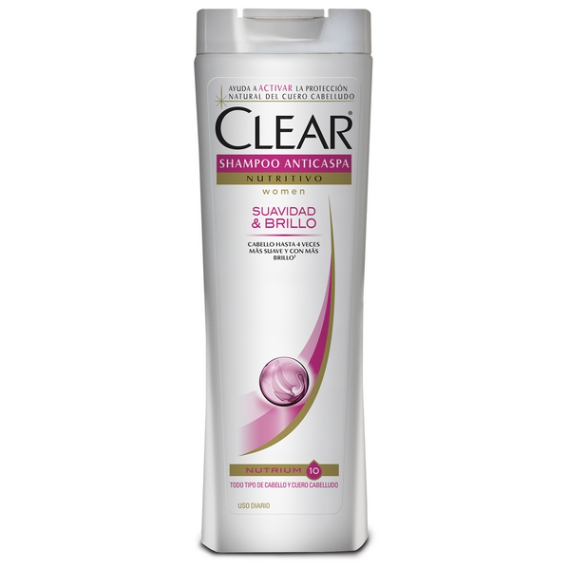 AYUDA A ACTIVAR LA PROTECCIÓN
NATURAL DEL CUERO CABELLUDO
CLEAR
SHAMPOO ANTICASPA
NUTRITIVO
women
SUAVIDAD
& BRILLO
CABELLO HASTA 4 VECES
MÁS SUAVE Y CON MÁS
BRILLO²
NUTRIUM 10
TODO TIPO DE CABELLO Y CUERO CABELLUDO
USO DIARIO